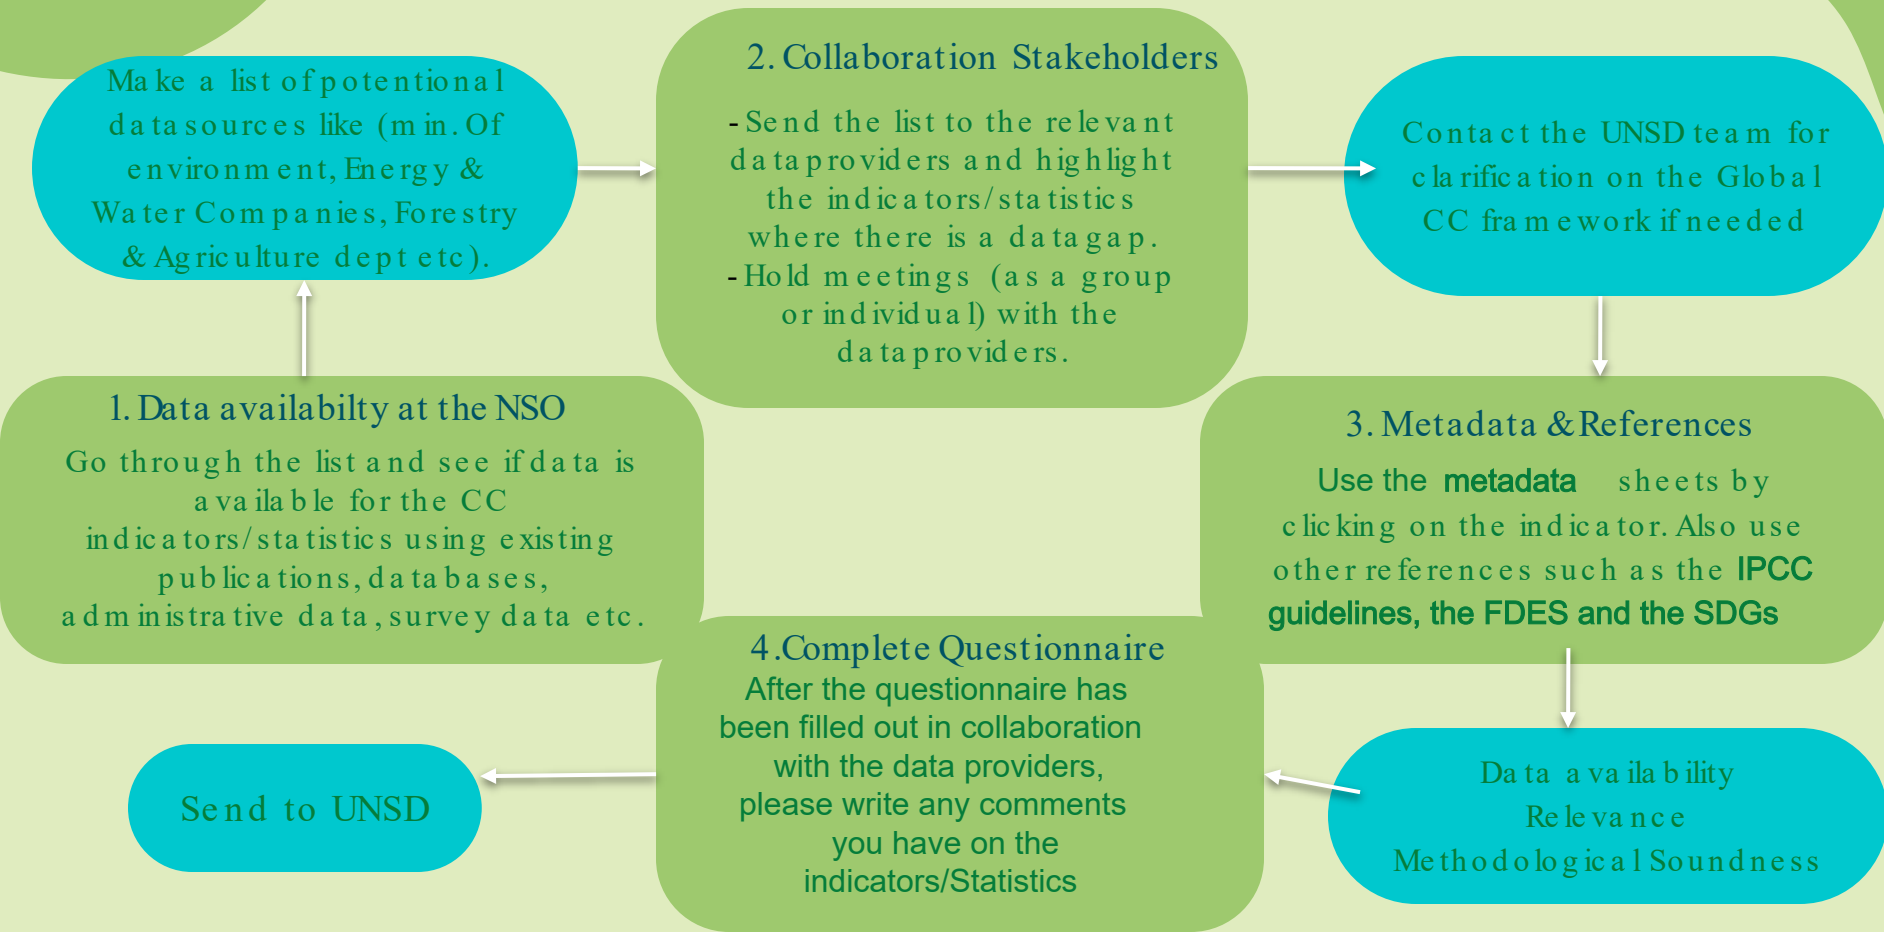 Make a list of potentional
data sources like (min. Of
environment, Energy &
Water Companies, Forestry
& Agriculture dept etc).
2. Collaboration Stakeholders
- Send the list to the relevant
data providers and highlight
the indicators/statistics
where there is a data gap.
- Hold meetings (as a group
or individual) with the
data providers.
Contact the UNSD team for
clarification on the Global
CC framework if needed
1. Data availabilty at the NSO
Go through the list and see if data is
available for the CC
indicators/statistics using existing
publications, databases,
administrative data, survey data etc.
3. Metadata & References
Use the metadata sheets by
clicking on the indicator. Also use
other references such as the IPCC
guidelines, the FDES and the SDGs
4.Complete Questionnaire
After the questionnaire has
been filled out in collaboration
with the data providers,
please write any comments
you have on the
indicators/Statistics
Send to UNSD
Data availability
Relevance
Methodological Soundness